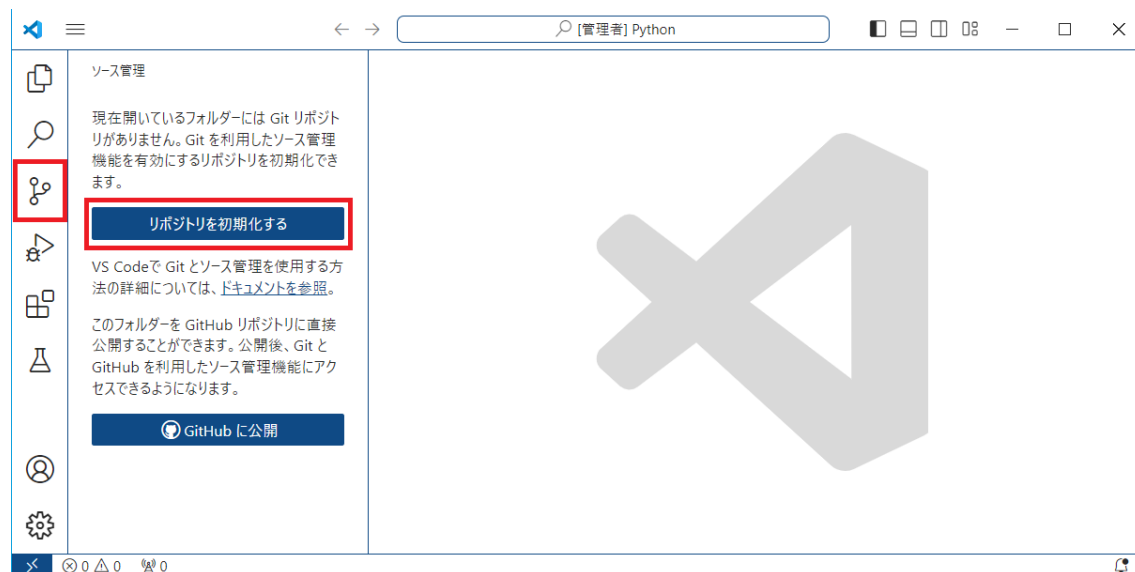 [管理者] Python
ソース管理
現在開いているフォルダーには Git リポジト
リがありません。Git を利用したソース管理
機能を有効にするリポジトリを初期化でき
ます。
リポジトリを初期化する
VS Codeで Git とソース管理を使用する方
法の詳細については、ドキュメントを参照。
このフォルダーを GitHub リポジトリに直接
公開することができます。公開後、Git と
GitHub を利用したソース管理機能にアク
セスできるようになります。
GitHub に公開
0 0 0